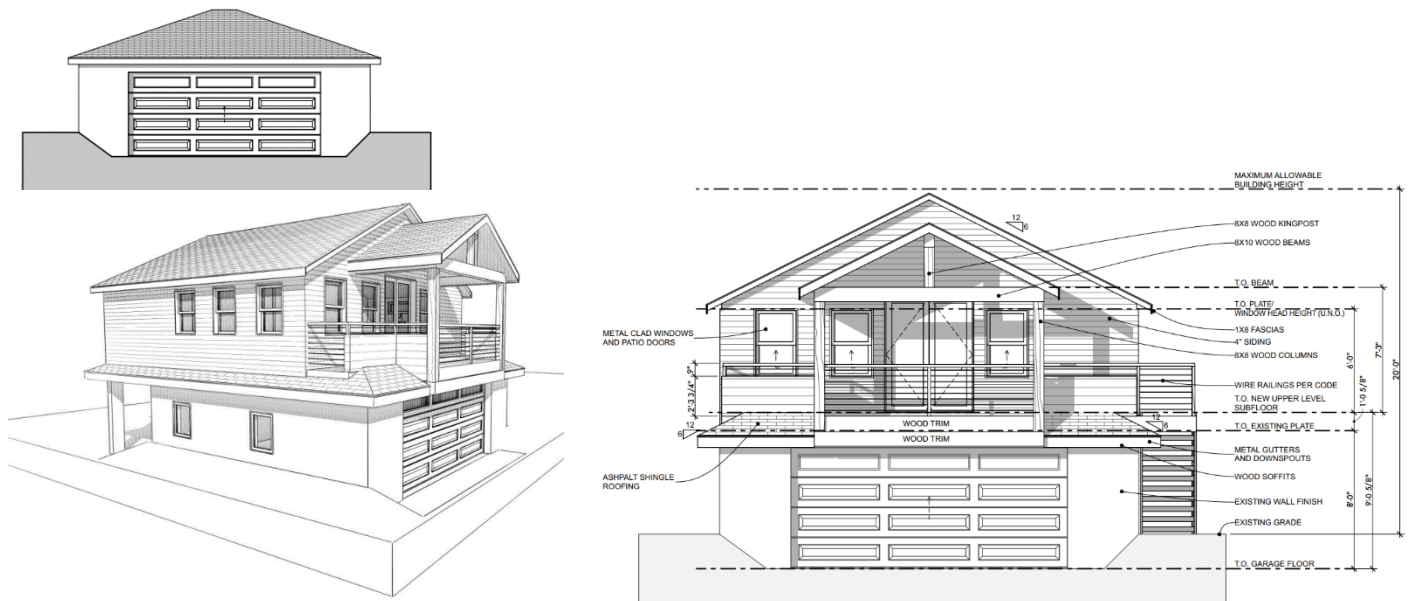 MAXIMUM ALLOWABLE
BUILDING HEIGHT
12
6
8X8 WOOD KINGPOST
8X10 WOOD BEAMS
T.O. BEAM
T.O. PLATE/
WINDOW HEAD HEIGHT (U.N.O.)
METAL CLAD WINDOWS
AND PATIO DOORS
1X8 FASCIAS
4" SIDING
8X8 WOOD COLUMNS
6'-0"
7'-3"
20'-0"
9"
2'-3 3/4"
WIRE RAILINGS PER CODE
T.O. NEW UPPER LEVEL
SUBFLOOR
1'-0 5/8"
12
6
WOOD TRIM
12
6
T.O. EXISTING PLATE
WOOD TRIM
METAL GUTTERS
AND DOWNSPOUTS
WOOD SOFFITS
ASHPALT SHINGLE
ROOFING
EXISTING WALL FINISH
8'-0"
9'-0 5/8"
EXISTING GRADE
T.O. GARAGE FLOOR